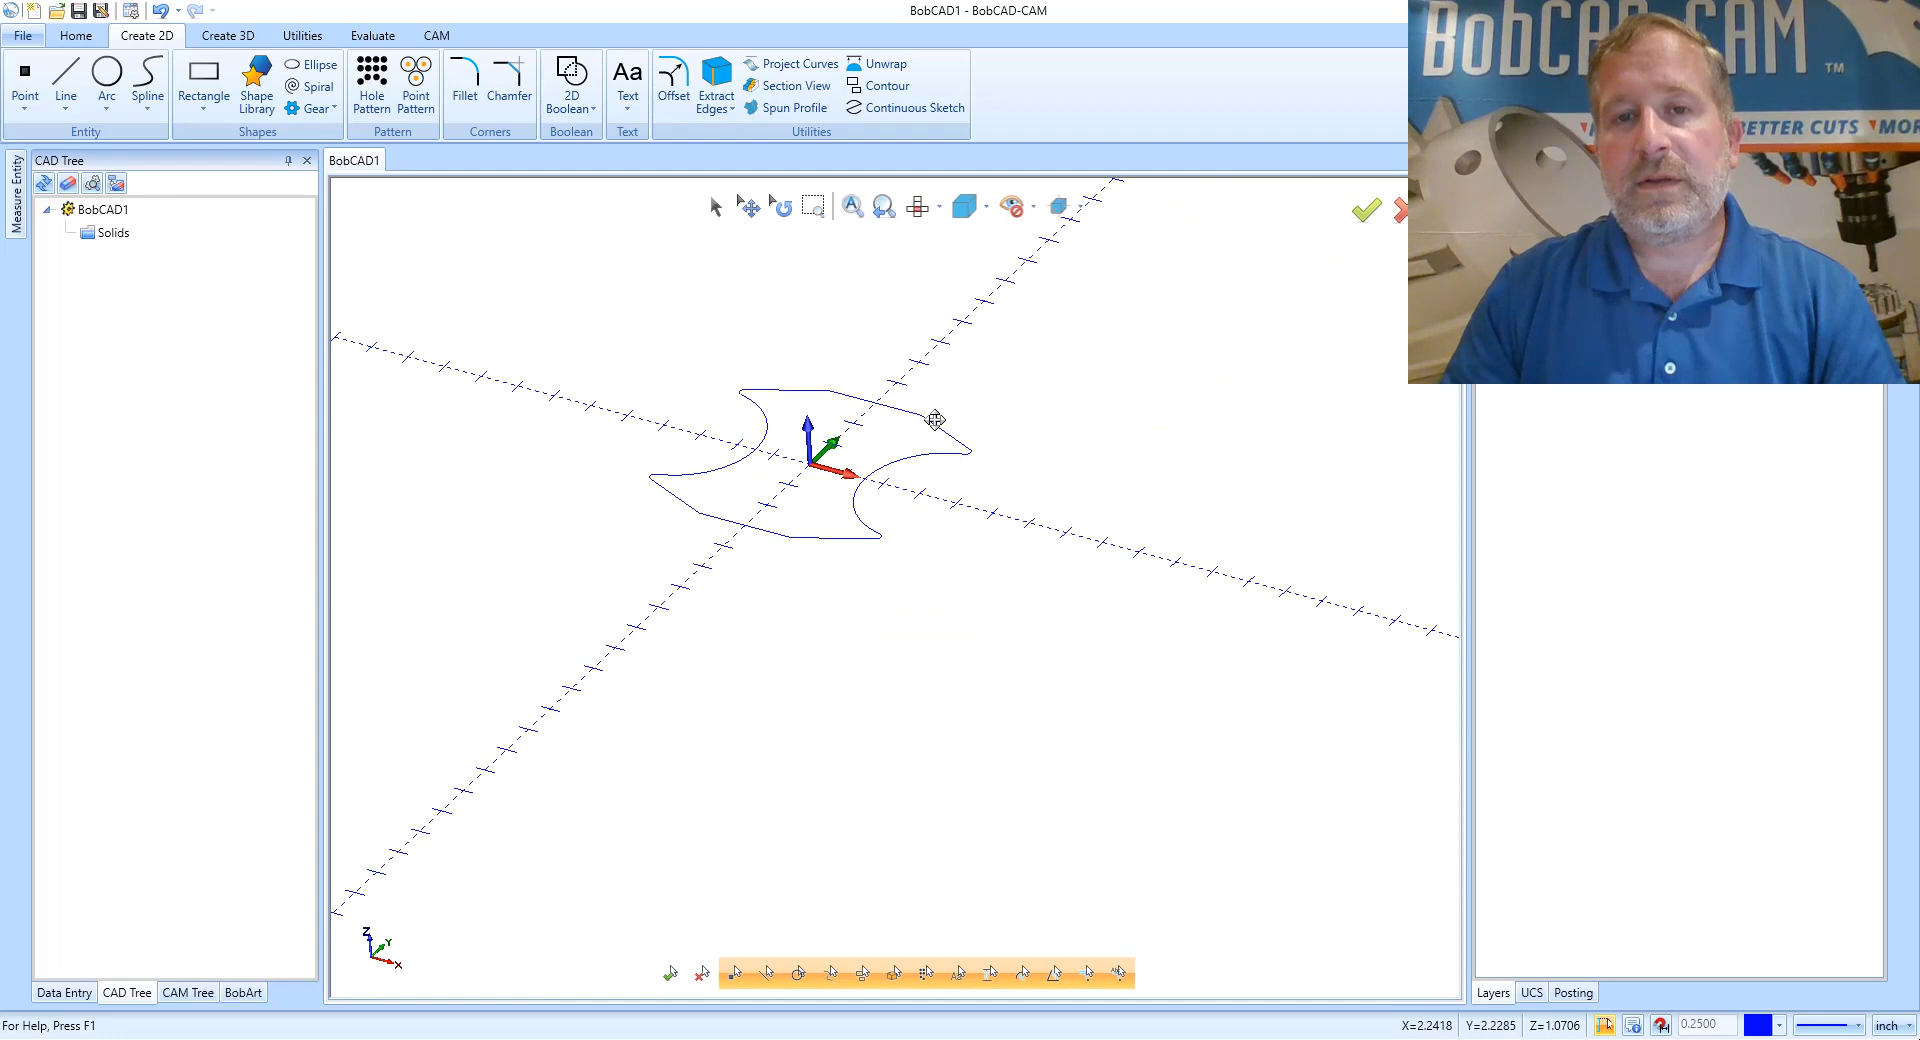 BobCAD1 - BobCAD-CAM
File Home Create 2D Create 3D Utilities Evaluate CAM
Point Line Arc Spline
Entity
Rectangle Shape Library Ellipse Spiral Gear
Shapes
Hole Pattern Point Pattern
Pattern
Fillet Chamfer
Corners
2D Boolean
Boolean
Aa
Text
Text
Offset Extract Edges Project Curves Section View Spun Profile Unwrap Contour Continuous Sketch
Utilities
BobCAD-CAM TM
ETTER CUTS
MOR
Measure Entity
CAD Tree
BobCAD1
Solids
BobCAD1
Z
Y
X
Data Entry CAD Tree CAM Tree BobArt
Layers UCS Posting
For Help, Press F1
X=2.2418 Y=2.2285 Z=1.0706 0.2500 inch